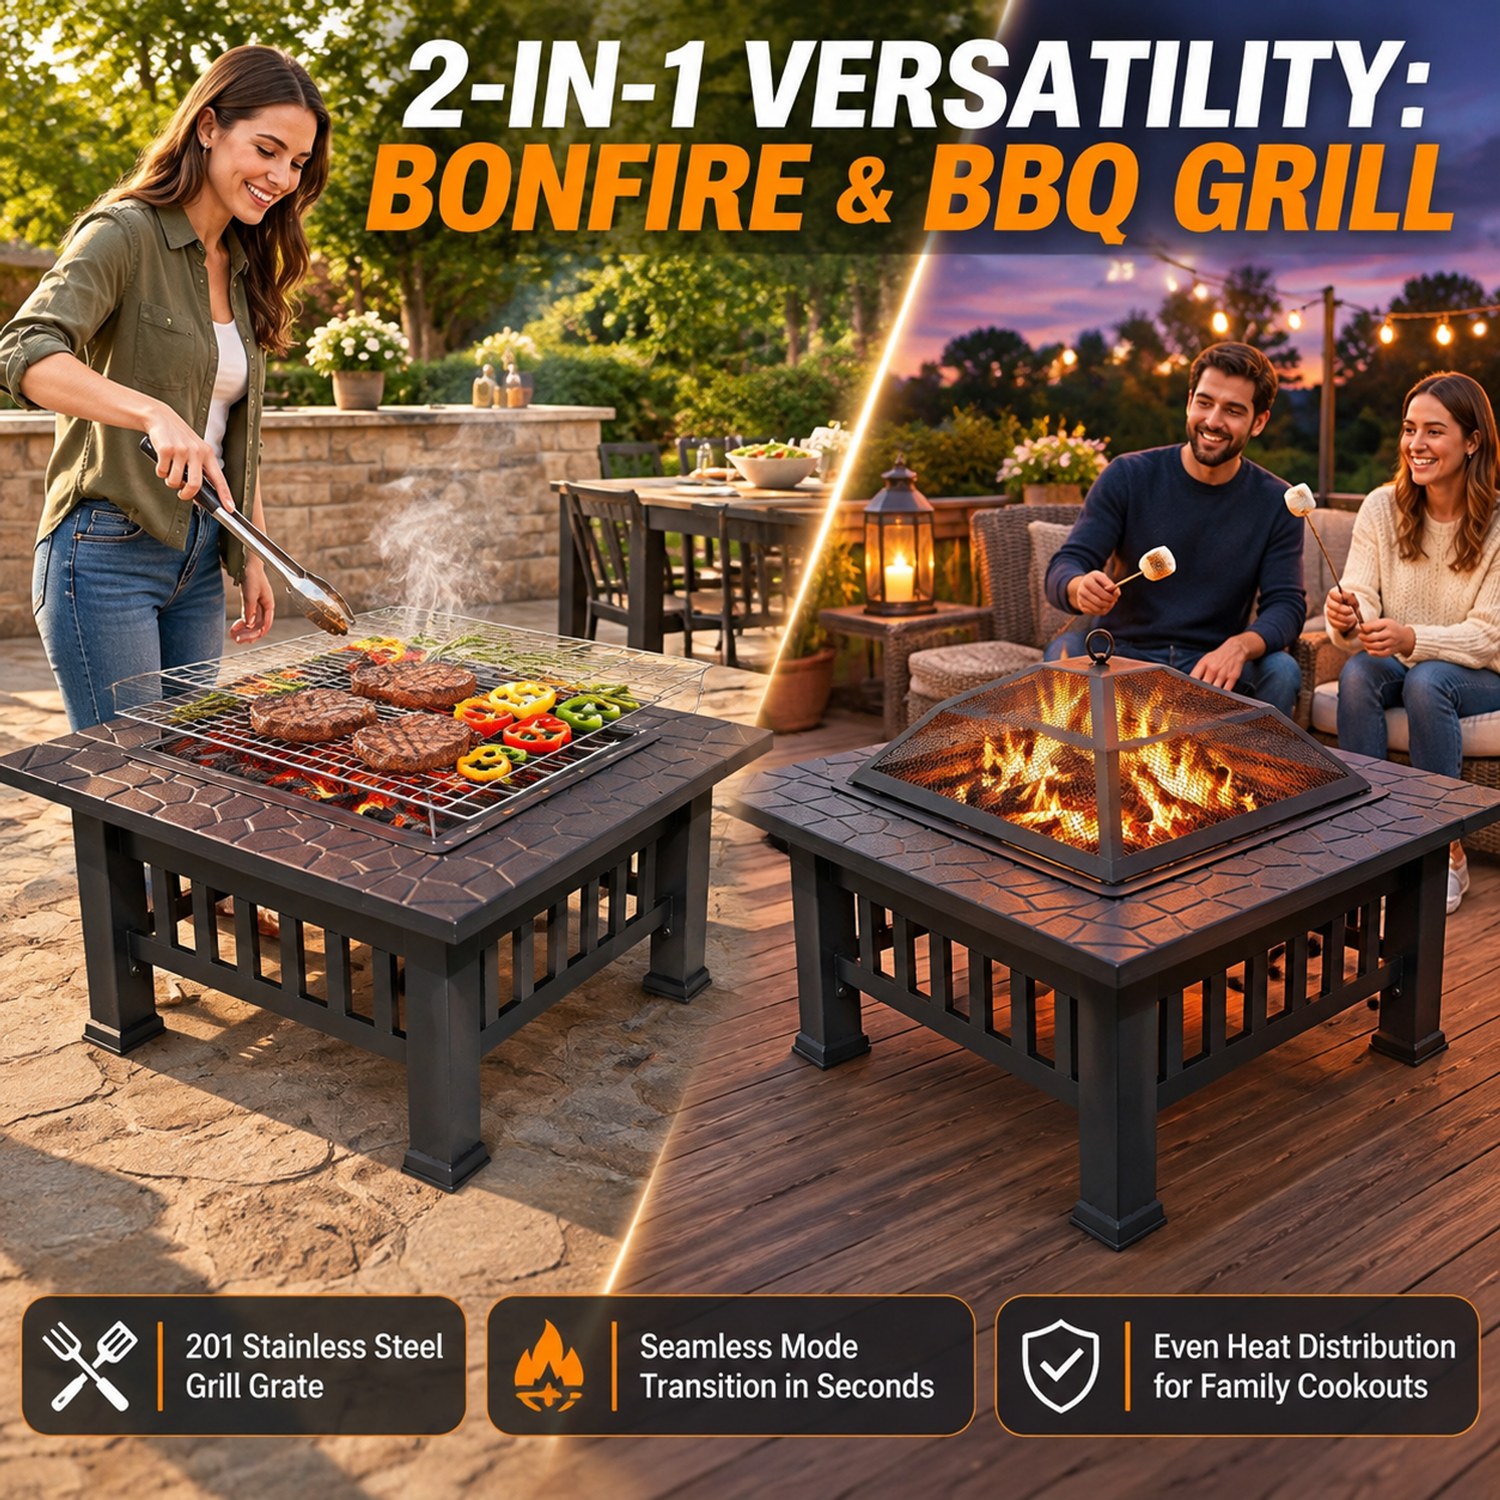 2-IN-1 VERSATILITY:
BONFIRE & BBQ GRILL
201 Stainless Steel
Grill Grate
Seamless Mode
Transition in Seconds
Even Heat Distribution
for Family Cookouts